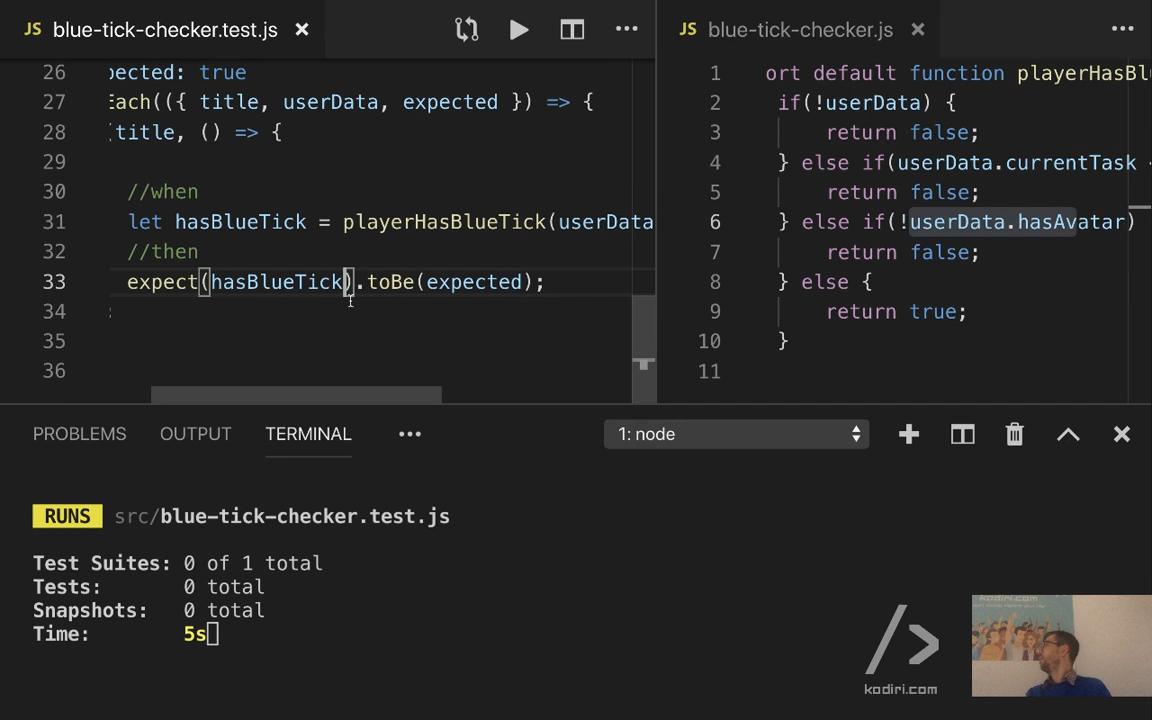 JS blue-tick-checker.test.js
26 pected: true
27 Each(({ title, userData, expected }) => {
28 (title, () => {
29
30 //when
31 let hasBlueTick = playerHasBlueTick(userData
32 //then
33 expect(hasBlueTick).toBe(expected);
34 ;
35
36
JS blue-tick-checker.js
1 ort default function playerHasBl
2 if(!userData) {
3 return false;
4 } else if(userData.currentTask
5 return false;
6 } else if(!userData.hasAvatar)
7 return false;
8 } else {
9 return true;
10 }
11
PROBLEMS OUTPUT TERMINAL
1: node
RUNS src/blue-tick-checker.test.js
Test Suites: 0 of 1 total
Tests: 0 total
Snapshots: 0 total
Time: 5s
kodiri.com
kodiri.com